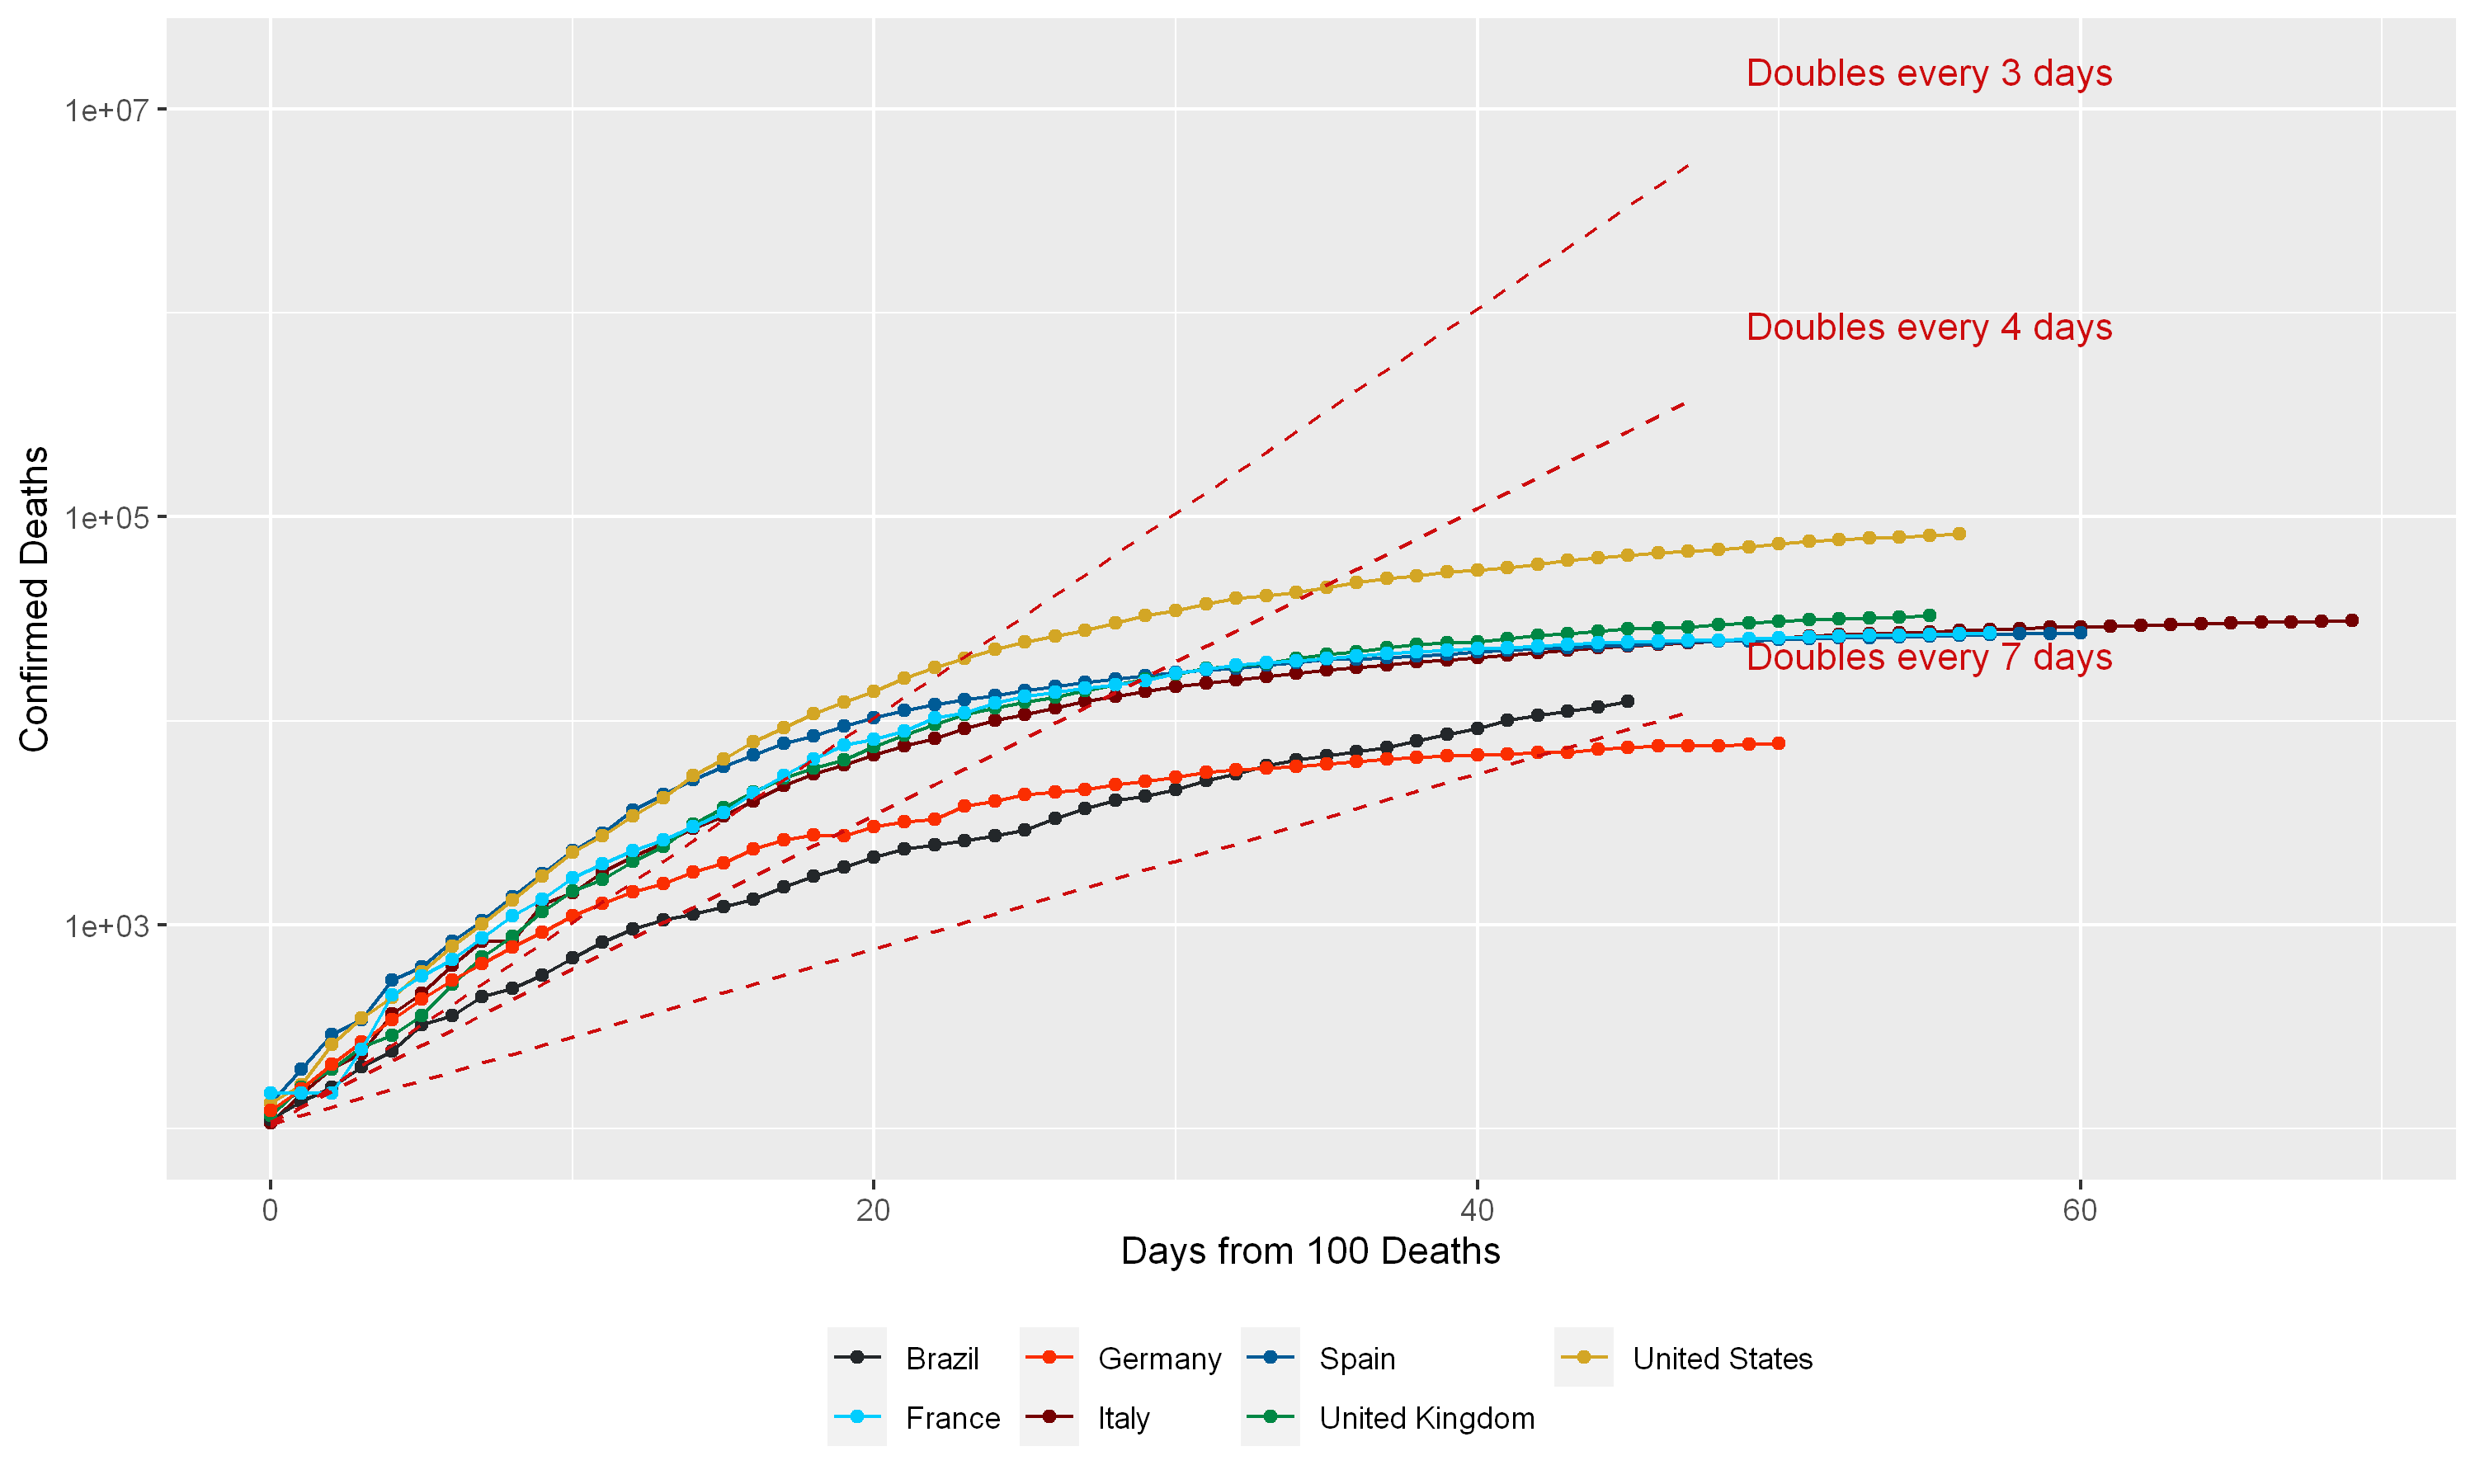 Doubles every 3 days
1e+07
Doubles every 4 days
1e+05
Doubles every 7 days
1e+03
Confirmed Deaths
0 20 40 60
Days from 100 Deaths
Brazil Germany Spain United States
France Italy United Kingdom